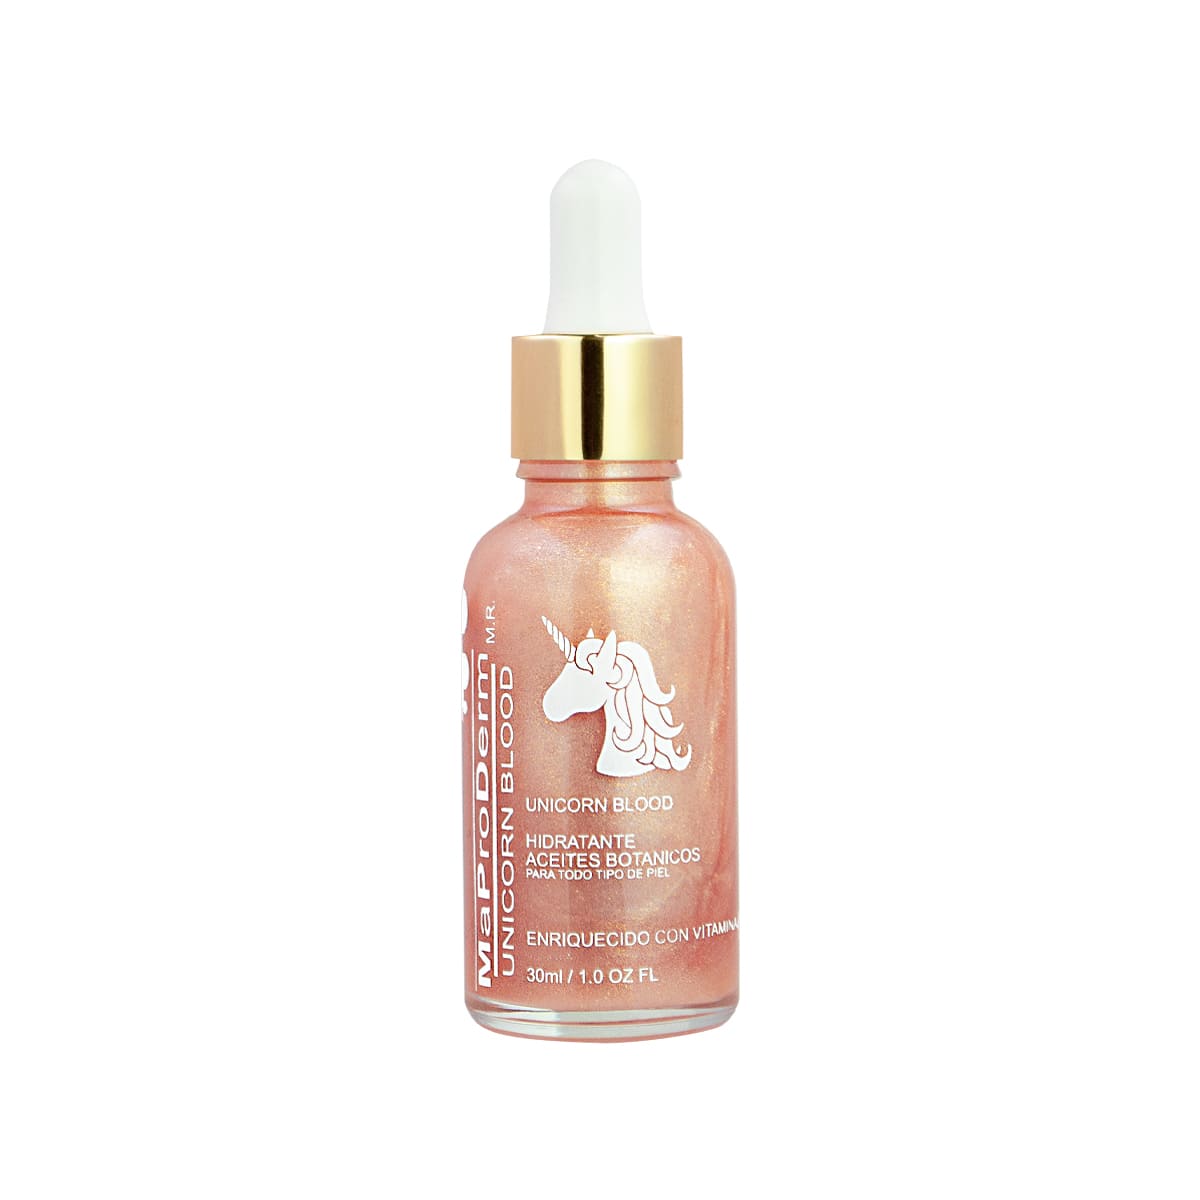 MaProDerm M.R.
UNICORN BLOOD
UNICORN BLOOD
HIDRATANTE
ACEITES BOTANICOS
PARA TODO TIPO DE PIEL
ENRIQUECIDO CON VITAMINA
30ml / 1.0 OZ FL